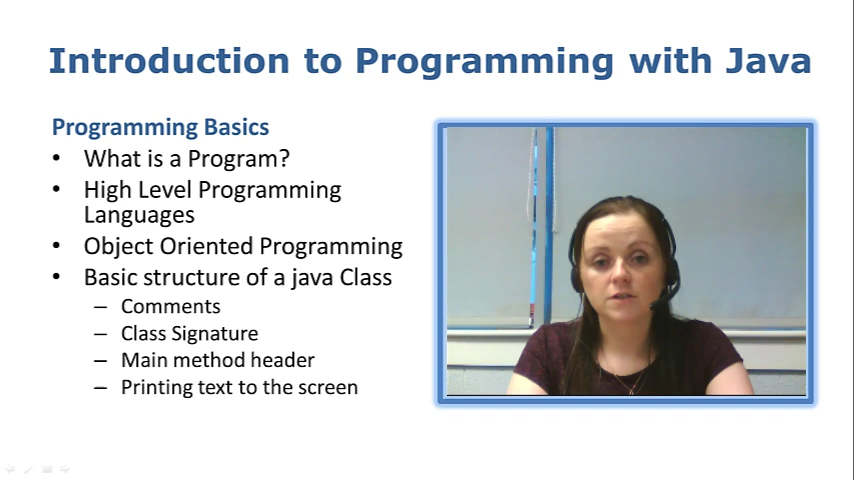 Introduction to Programming with Java
Programming Basics
• What is a Program?
• High Level Programming
Languages
• Object Oriented Programming
• Basic structure of a java Class
– Comments
– Class Signature
– Main method header
– Printing text to the screen